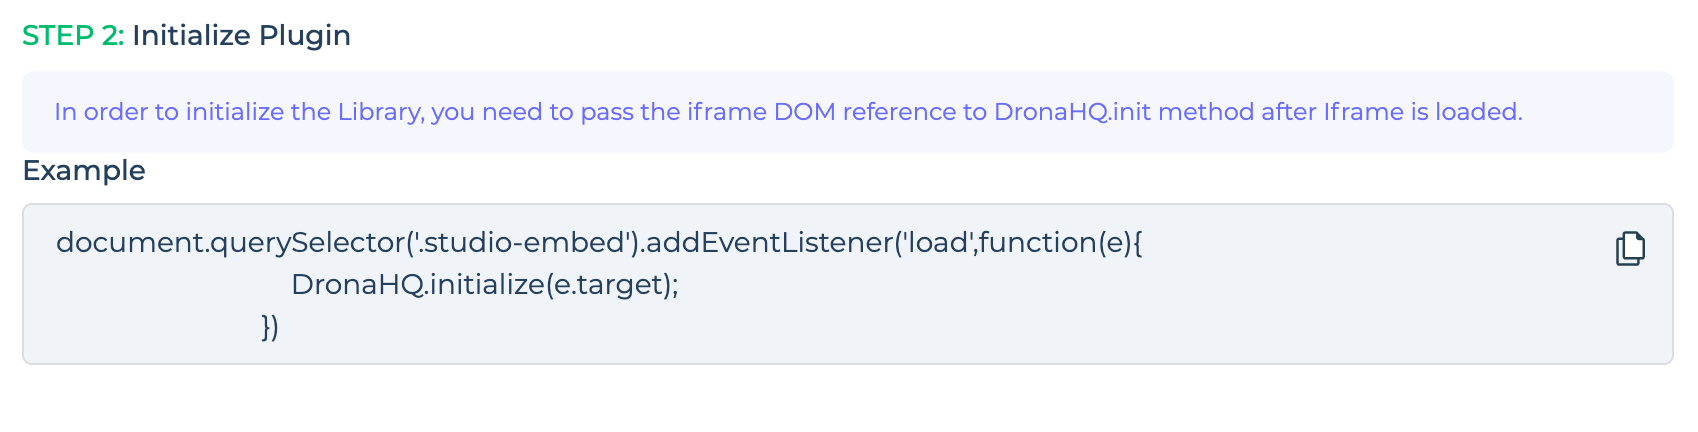 STEP 2: Initialize Plugin
In order to initialize the Library, you need to pass the iframe DOM reference to DronaHQ.init method after Iframe is loaded.
Example
document.querySelector('.studio-embed').addEventListener('load',function(e){
DronaHQ.initialize(e.target);
})